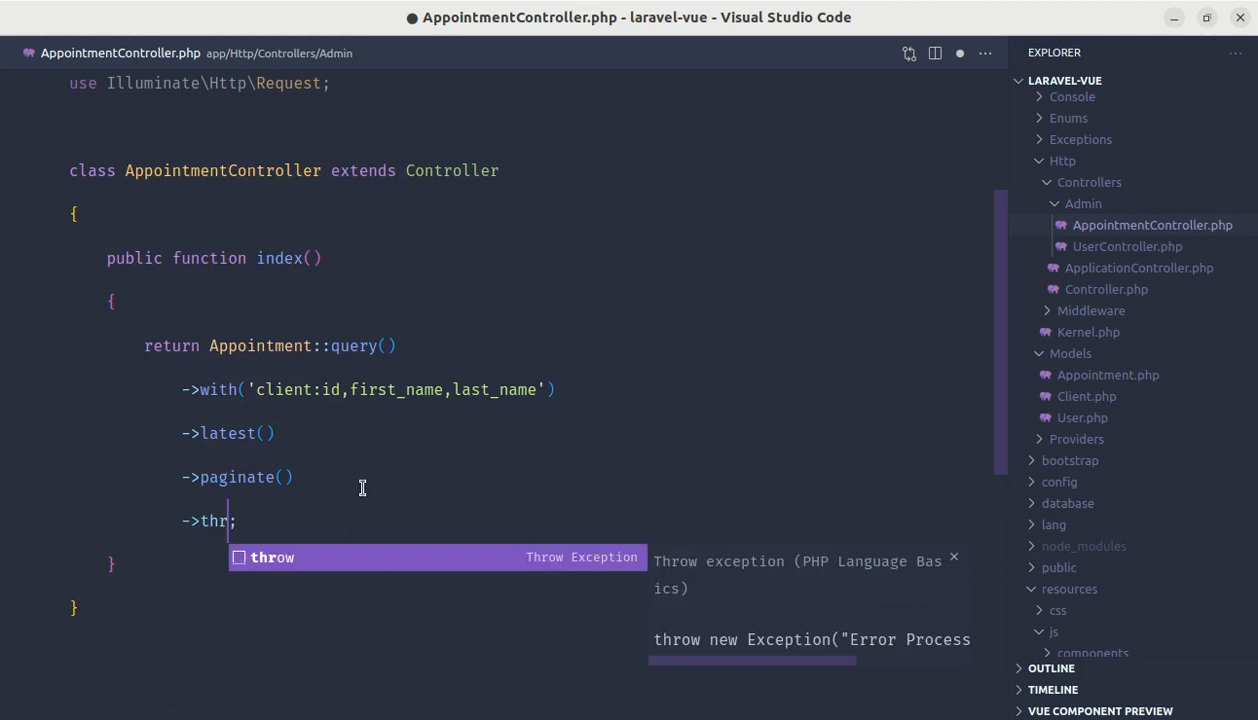 ● AppointmentController.php - laravel-vue - Visual Studio Code
AppointmentController.php app/Http/Controllers/Admin
use Illuminate\Http\Request;
class AppointmentController extends Controller
{
public function index()
{
return Appointment::query()
->with('client:id,first_name,last_name')
->latest()
->paginate()
->thr;
throw Throw Exception
Throw exception (PHP Language Bas
ics)
throw new Exception("Error Process
}
}
EXPLORER
LARAVEL-VUE
Console
Enums
Exceptions
Http
Controllers
Admin
AppointmentController.php
UserController.php
ApplicationController.php
Controller.php
Middleware
Kernel.php
Models
Appointment.php
Client.php
User.php
Providers
bootstrap
config
database
lang
node_modules
public
resources
css
js
components
OUTLINE
TIMELINE
VUE COMPONENT PREVIEW